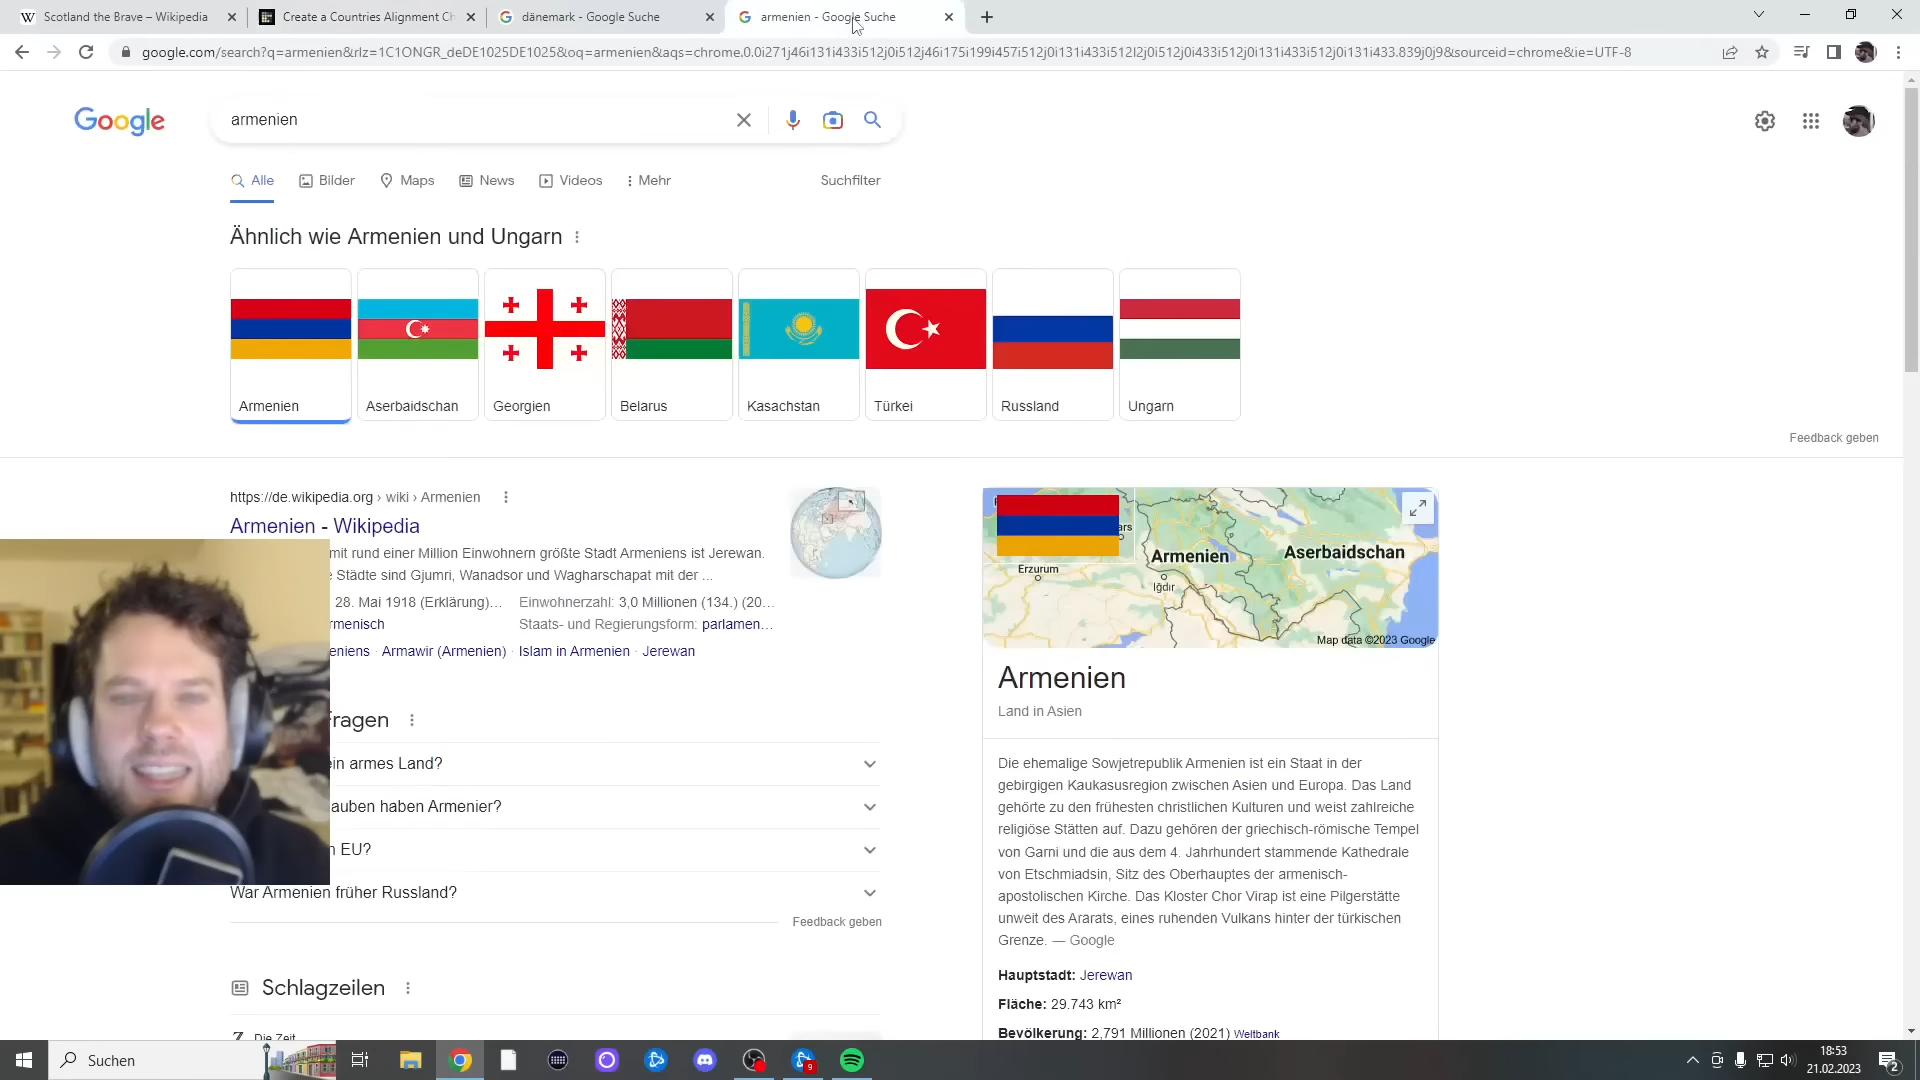 Scotland the Brave – Wikipedia
Create a Countries Alignment Ch
dänemark - Google Suche
armenien - Google Suche
google.com/search?q=armenien&rlz=1C1ONGR_deDE1025DE1025&oq=armenien&aqs=chrome.0.0i271j46i131i433i512j0i512j46i175i199i457i512j0i131i433i512l2j0i512j0i433i512j0i131i433i512j0i131i433.839j0j9&sourceid=chrome&ie=UTF-8
Google
armenien
Alle
Bilder
Maps
News
Videos
Mehr
Suchfilter
Ähnlich wie Armenien und Ungarn
Armenien
Aserbaidschan
Georgien
Belarus
Kasachstan
Türkei
Russland
Ungarn
Feedback geben
https://de.wikipedia.org › wiki › Armenien
Armenien - Wikipedia
mit rund einer Million Einwohnern größte Stadt Armeniens ist Jerewan.
e Städte sind Gjumri, Wanadsor und Wagharschapat mit der ...
28. Mai 1918 (Erklärung)…
Einwohnerzahl: 3,0 Millionen (134.) (20…
rmenisch
Staats- und Regierungsform: parlamen…
eniens · Armawir (Armenien) · Islam in Armenien · Jerewan
Fragen
ein armes Land?
auben haben Armenier?
n EU?
War Armenien früher Russland?
Feedback geben
Schlagzeilen
Die Zeit
Armenien
Aserbaidschan
ars
Erzurum
Iğdır
Map data ©2023 Google
Armenien
Land in Asien
Die ehemalige Sowjetrepublik Armenien ist ein Staat in der
gebirgigen Kaukasusregion zwischen Asien und Europa. Das Land
gehörte zu den frühesten christlichen Kulturen und weist zahlreiche
religiöse Stätten auf. Dazu gehören der griechisch-römische Tempel
von Garni und die aus dem 4. Jahrhundert stammende Kathedrale
von Etschmiadsin, Sitz des Oberhauptes der armenisch-
apostolischen Kirche. Das Kloster Chor Virap ist eine Pilgerstätte
unweit des Ararats, eines ruhenden Vulkans hinter der türkischen
Grenze. — Google
Hauptstadt: Jerewan
Fläche: 29.743 km²
Bevölkerung: 2,791 Millionen (2021) Weltbank
Suchen
9
18:53
21.02.2023
2